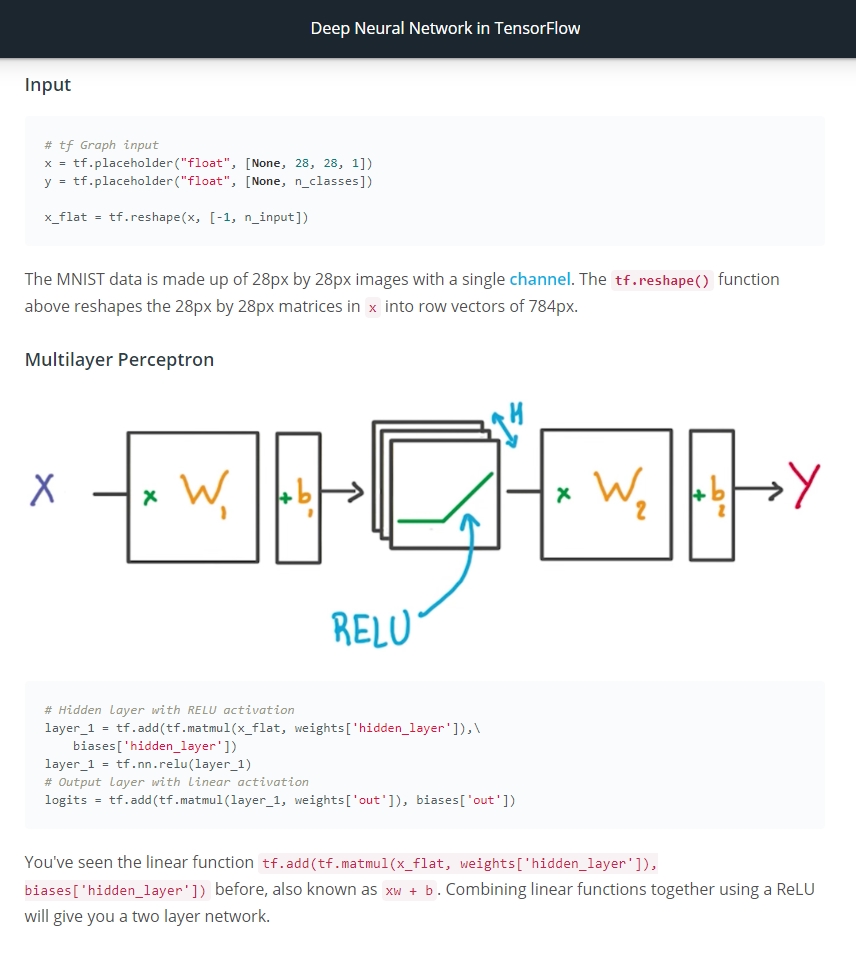 Deep Neural Network in TensorFlow
Input
# tf Graph input
x = tf.placeholder("float", [None, 28, 28, 1])
y = tf.placeholder("float", [None, n_classes])
x_flat = tf.reshape(x, [-1, n_input])
The MNIST data is made up of 28px by 28px images with a single channel. The tf.reshape() function
above reshapes the 28px by 28px matrices in x into row vectors of 784px.
Multilayer Perceptron
H
X × W1 +b1 × W2 +b2 Y
RELU
# Hidden layer with RELU activation
layer_1 = tf.add(tf.matmul(x_flat, weights['hidden_layer']),\
    biases['hidden_layer'])
layer_1 = tf.nn.relu(layer_1)
# Output layer with linear activation
logits = tf.add(tf.matmul(layer_1, weights['out']), biases['out'])
You've seen the linear function tf.add(tf.matmul(x_flat, weights['hidden_layer']),
biases['hidden_layer']) before, also known as xw + b. Combining linear functions together using a ReLU
will give you a two layer network.